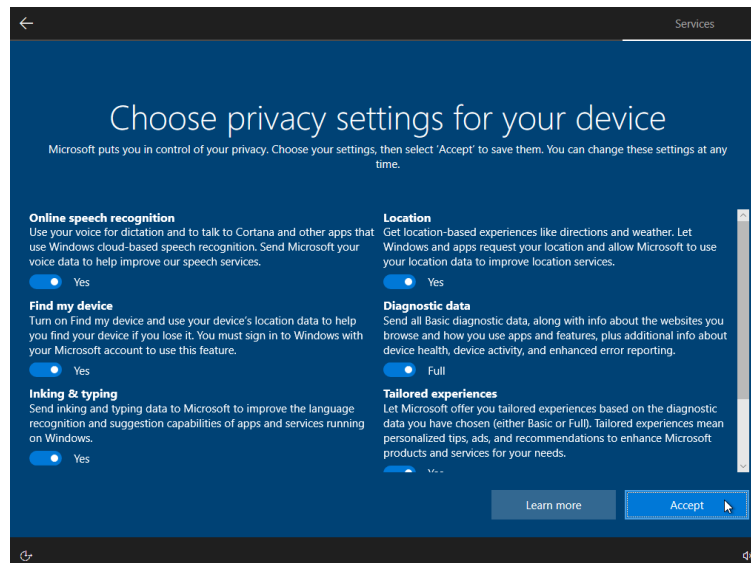 Services
Choose privacy settings for your device
Microsoft puts you in control of your privacy. Choose your settings, then select 'Accept' to save them. You can change these settings at any
time.
Online speech recognition
Use your voice for dictation and to talk to Cortana and other apps that
use Windows cloud-based speech recognition. Send Microsoft your
voice data to help improve our speech services.
Yes
Find my device
Turn on Find my device and use your device's location data to help
you find your device if you lose it. You must sign in to Windows with
your Microsoft account to use this feature.
Yes
Inking & typing
Send inking and typing data to Microsoft to improve the language
recognition and suggestion capabilities of apps and services running
on Windows.
Yes
Location
Get location-based experiences like directions and weather. Let
Windows and apps request your location and allow Microsoft to use
your location data to improve location services.
Yes
Diagnostic data
Send all Basic diagnostic data, along with info about the websites you
browse and how you use apps and features, plus additional info about
device health, device activity, and enhanced error reporting.
Full
Tailored experiences
Let Microsoft offer you tailored experiences based on the diagnostic
data you have chosen (either Basic or Full). Tailored experiences mean
personalized tips, ads, and recommendations to enhance Microsoft
products and services for your needs.
Learn more
Accept